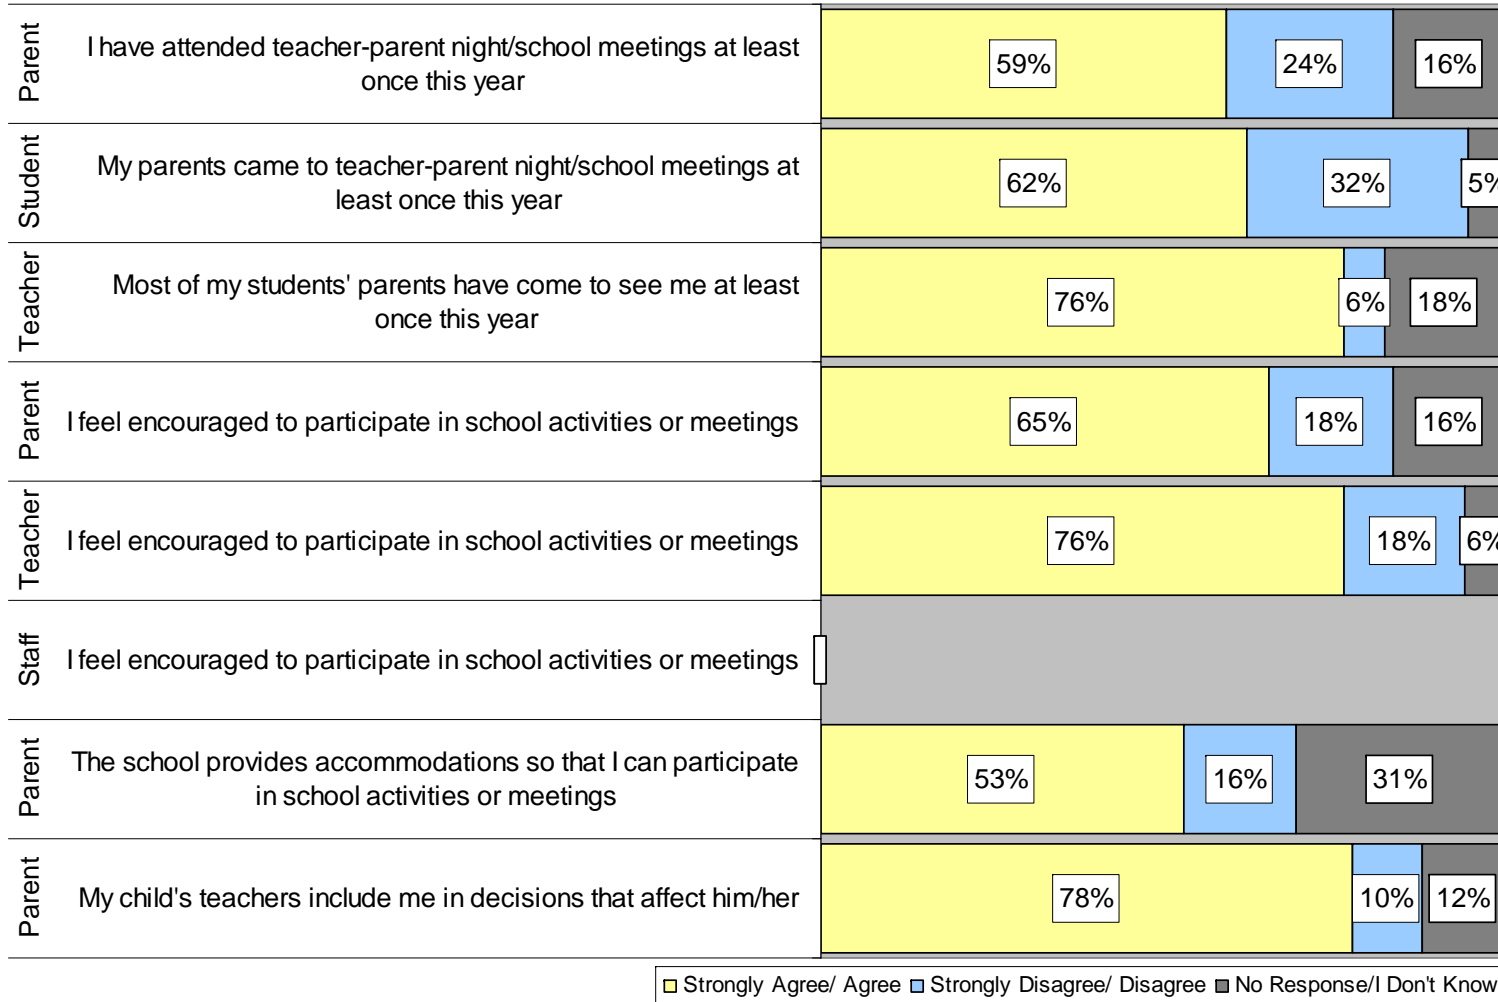 Parent
I have attended teacher-parent night/school meetings at least
once this year
59%
24%
16%
Student
My parents came to teacher-parent night/school meetings at
least once this year
62%
32%
5%
Teacher
Most of my students' parents have come to see me at least
once this year
76%
6%
18%
Parent
I feel encouraged to participate in school activities or meetings
65%
18%
16%
Teacher
I feel encouraged to participate in school activities or meetings
76%
18%
6%
Staff
I feel encouraged to participate in school activities or meetings
Parent
The school provides accommodations so that I can participate
in school activities or meetings
53%
16%
31%
Parent
My child's teachers include me in decisions that affect him/her
78%
10%
12%
Strongly Agree/ Agree
Strongly Disagree/ Disagree
No Response/I Don't Know